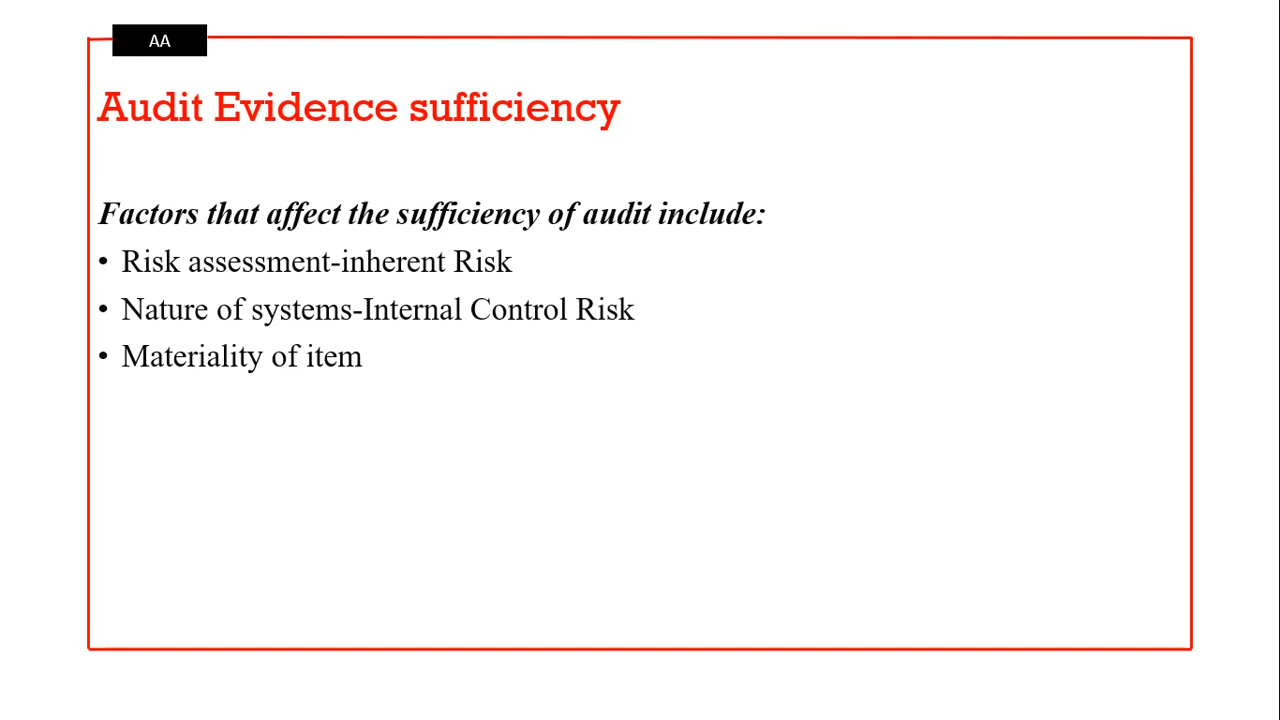 AA
Audit Evidence sufficiency
Factors that affect the sufficiency of audit include:
• Risk assessment-inherent Risk
• Nature of systems-Internal Control Risk
• Materiality of item